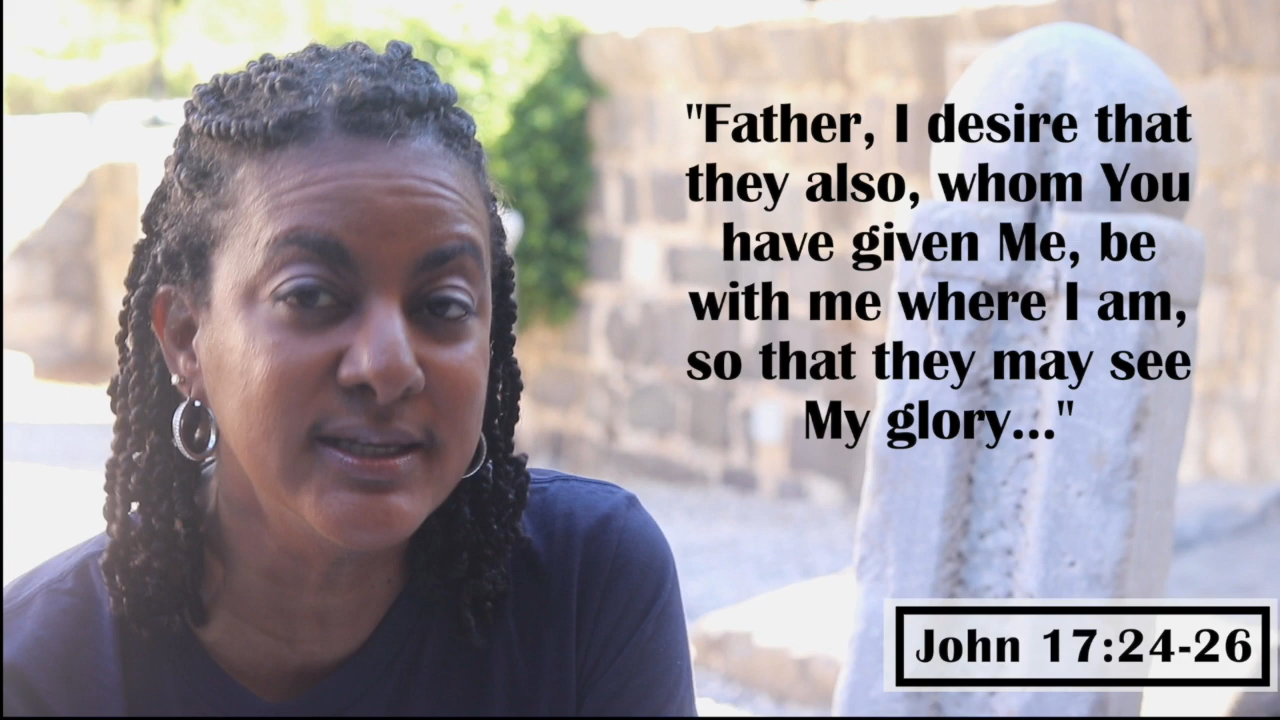 "Father, I desire that
they also, whom You
have given Me, be
with me where I am,
so that they may see
My glory..."
John 17:24-26